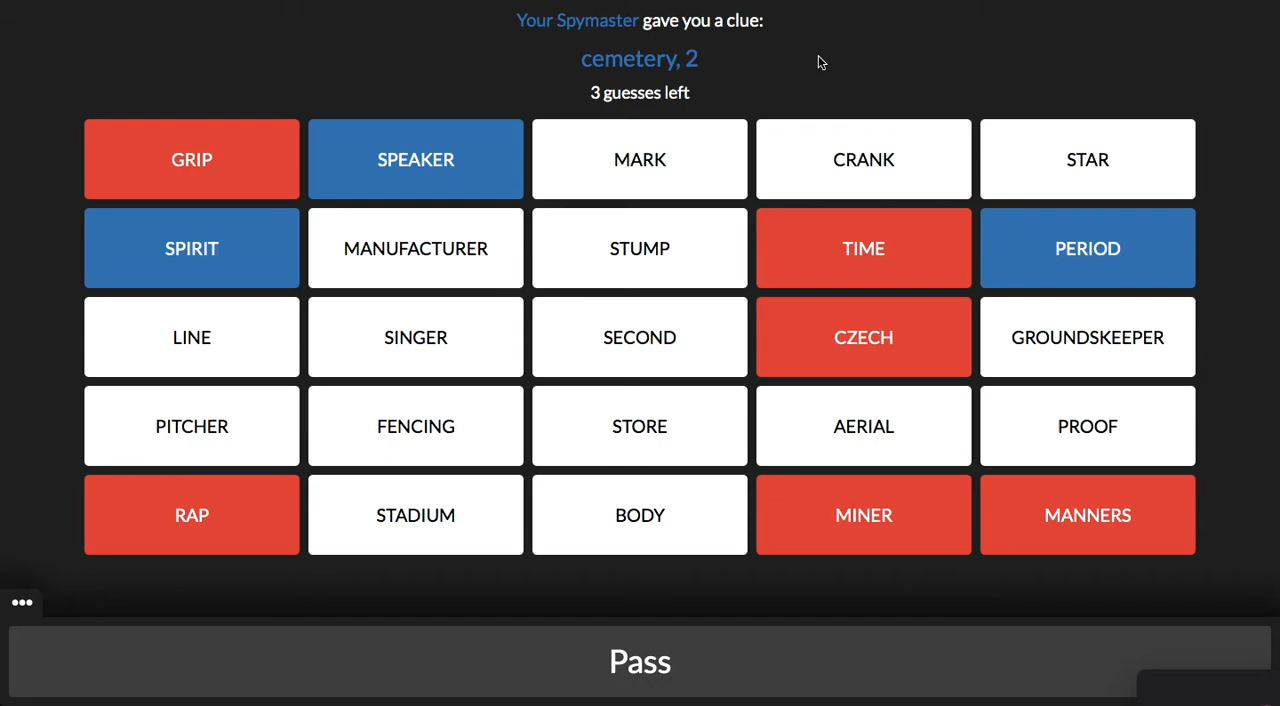 Your Spymaster gave you a clue:
cemetery, 2
3 guesses left
GRIP SPEAKER MARK CRANK STAR
SPIRIT MANUFACTURER STUMP TIME PERIOD
LINE SINGER SECOND CZECH GROUNDSKEEPER
PITCHER FENCING STORE AERIAL PROOF
RAP STADIUM BODY MINER MANNERS
Pass